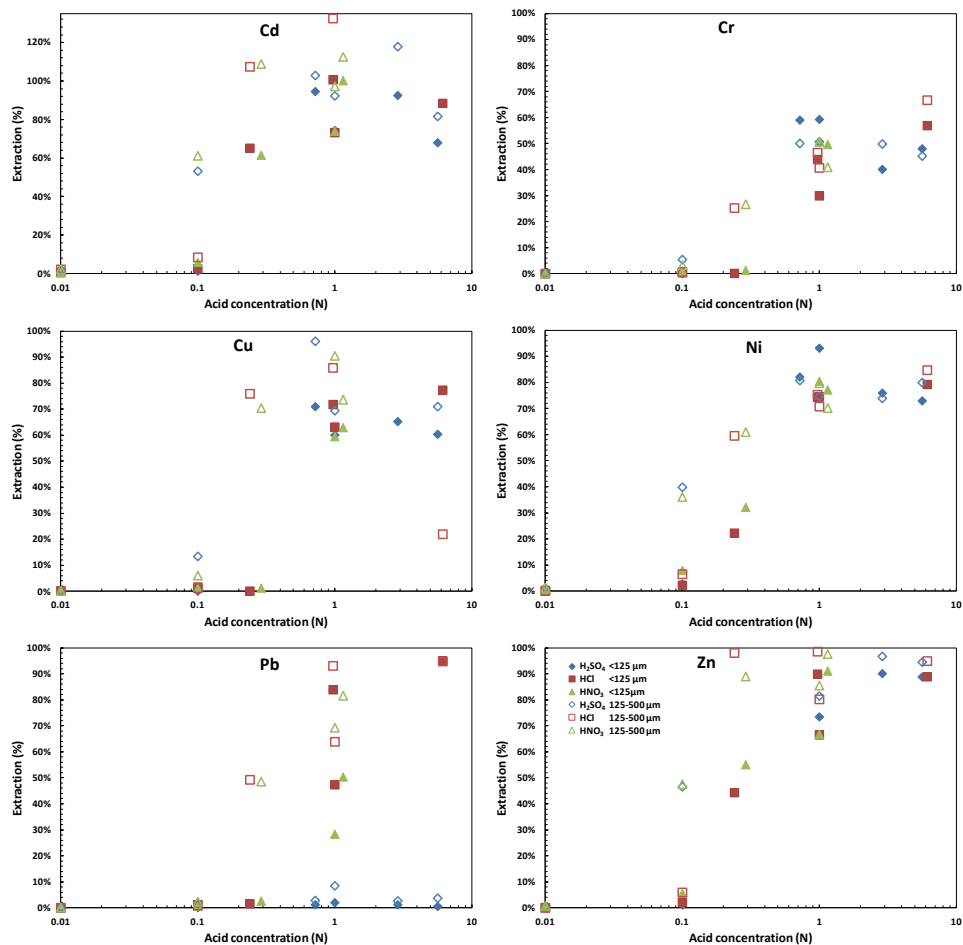 Cd
Extraction (%)
120%
100%
80%
60%
40%
20%
0%
0.01 0.1 1 10
Acid concentration (N)
Cr
Extraction (%)
100%
90%
80%
70%
60%
50%
40%
30%
20%
10%
0%
0.01 0.1 1 10
Acid concentration (N)
Cu
Extraction (%)
100%
90%
80%
70%
60%
50%
40%
30%
20%
10%
0%
0.01 0.1 1 10
Acid concentration (N)
Ni
Extraction (%)
100%
90%
80%
70%
60%
50%
40%
30%
20%
10%
0%
0.01 0.1 1 10
Acid concentration (N)
Pb
Extraction (%)
100%
90%
80%
70%
60%
50%
40%
30%
20%
10%
0%
0.01 0.1 1 10
Acid concentration (N)
Zn
Extraction (%)
100%
90%
80%
70%
60%
50%
40%
30%
20%
10%
0%
H₂SO₄ <125 µm
HCl <125 µm
HNO₃ <125µm
H₂SO₄ 125-500 µm
HCl 125-500 µm
HNO₃ 125-500 µm
0.01 0.1 1 10
Acid concentration (N)